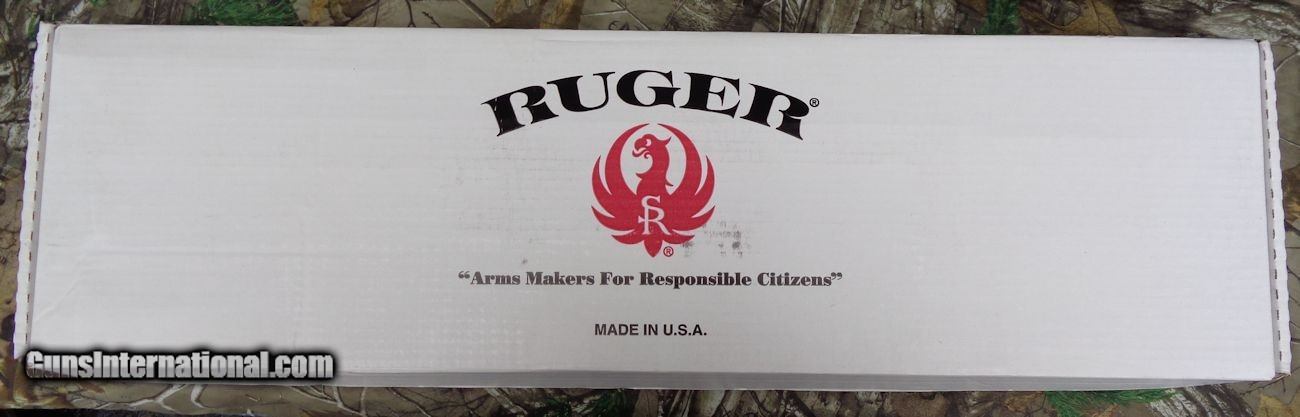 RUGER®
SR
®
“Arms Makers For Responsible Citizens”
MADE IN U.S.A.
GunsInternational.com